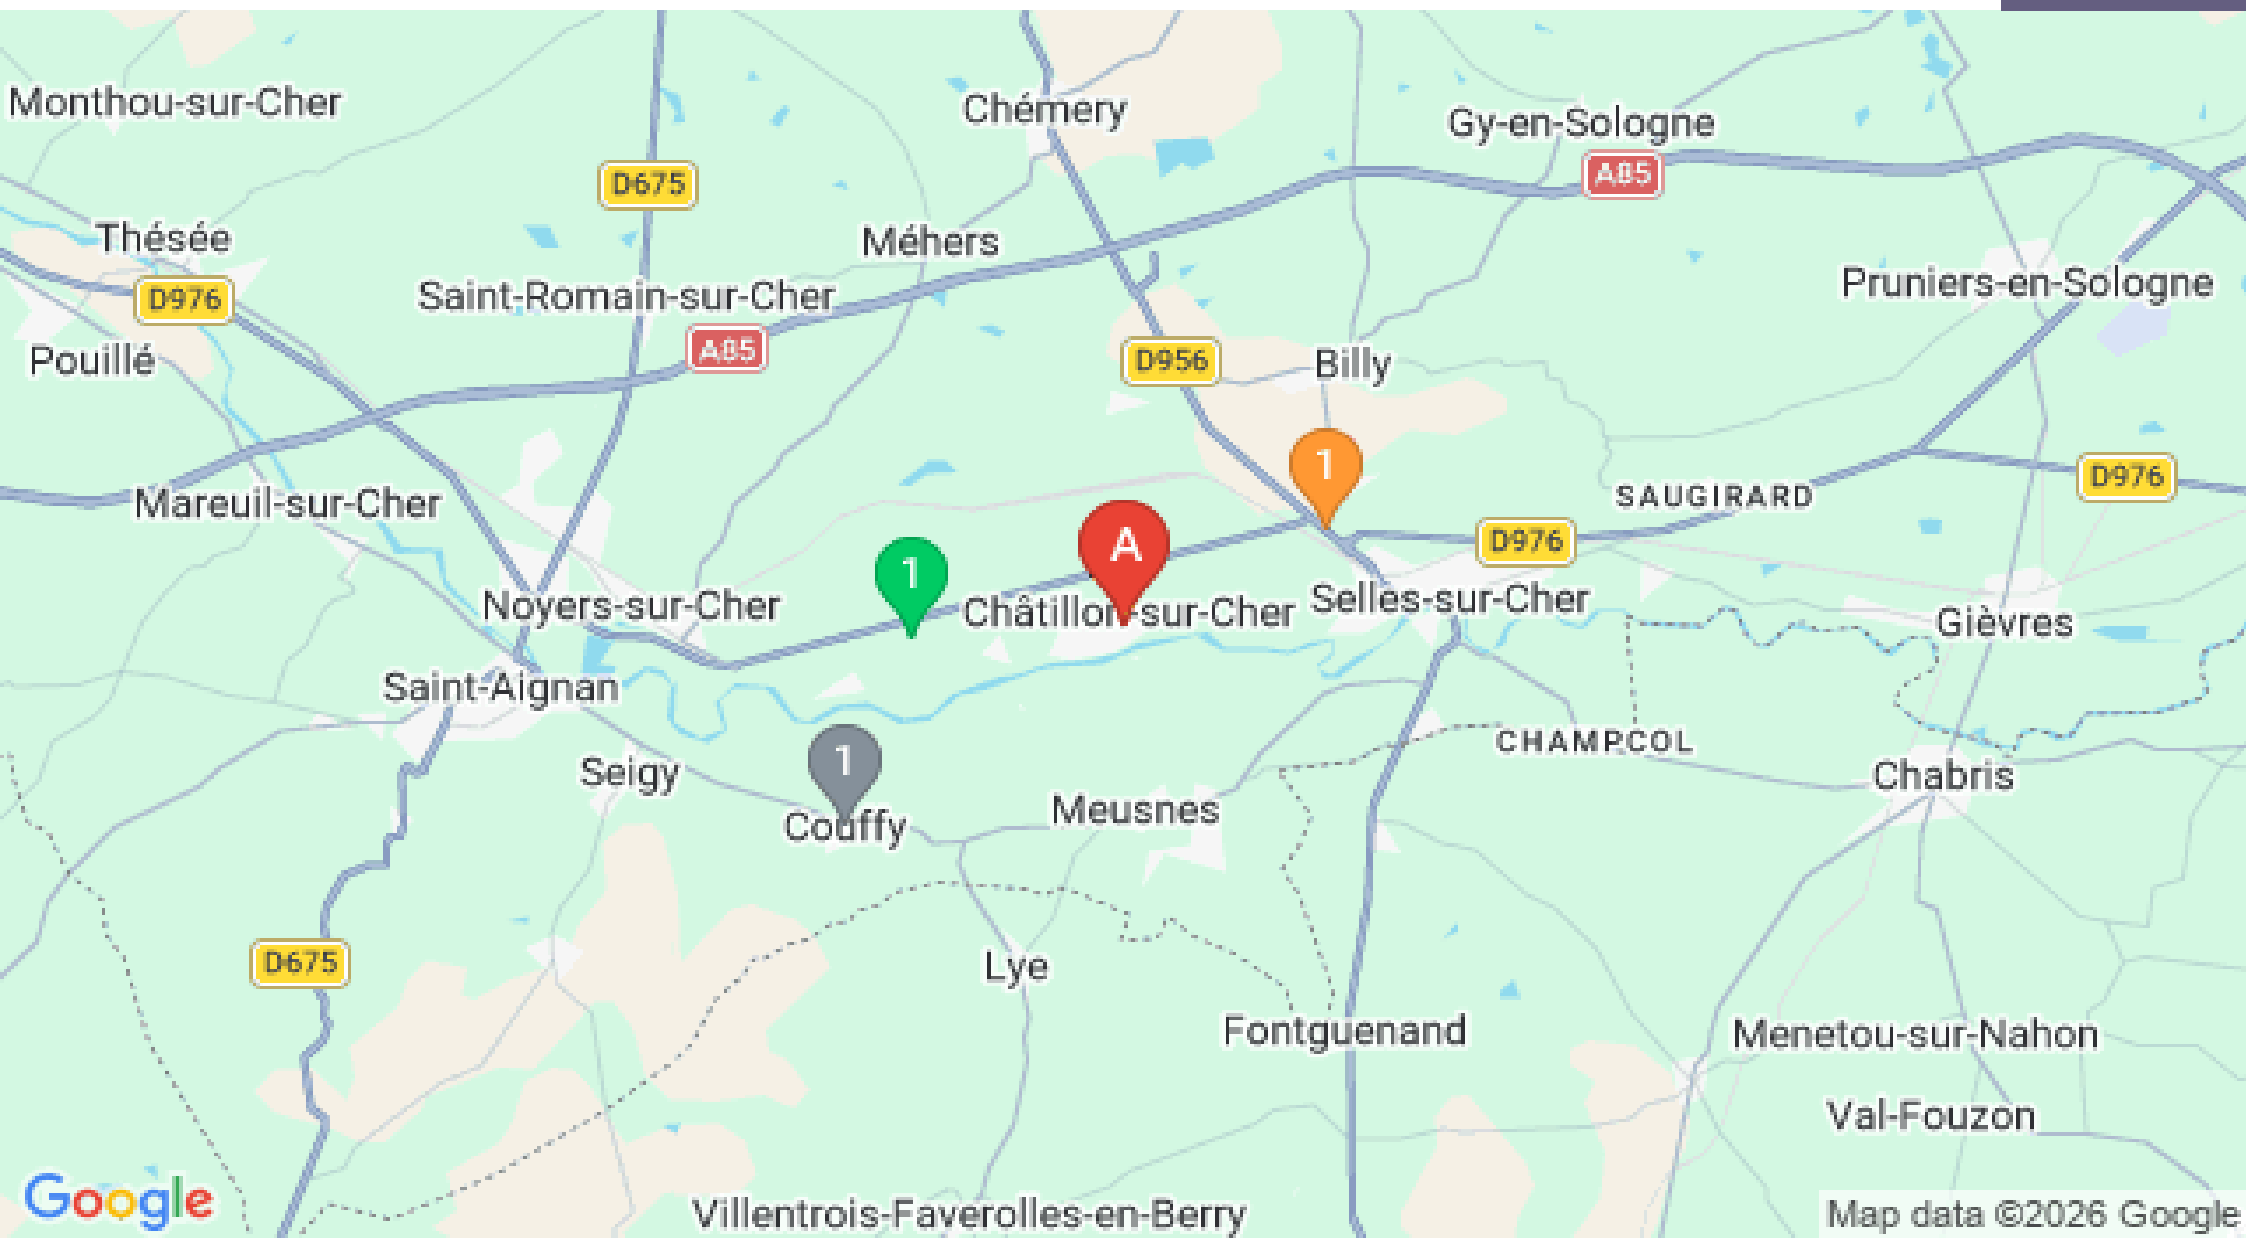 Monthou-sur-Cher
Chémery
Gy-en-Sologne
A85
D675
Thésée
Méhers
Pruniers-en-Sologne
D976
Saint-Romain-sur-Cher
A85
Pouillé
D956
Billy
1
D976
SAUGIRARD
Mareuil-sur-Cher
A
D976
1
Noyers-sur-Cher
Châtillon-sur-Cher
Selles-sur-Cher
Gièvres
Saint-Aignan
CHAMPCOL
1
Seigy
Chabris
Couffy
Meusnes
D675
Lye
Fontguenand
Menetou-sur-Nahon
Val-Fouzon
Google
Villentrois-Faverolles-en-Berry
Map data ©2026 Google